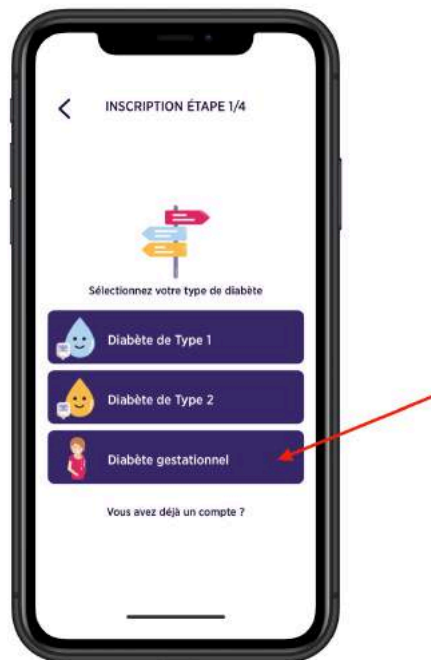 INSCRIPTION ÉTAPE 1/4
Sélectionnez votre type de diabète
Diabète de Type 1
Diabète de Type 2
Diabète gestationnel
Vous avez déjà un compte ?